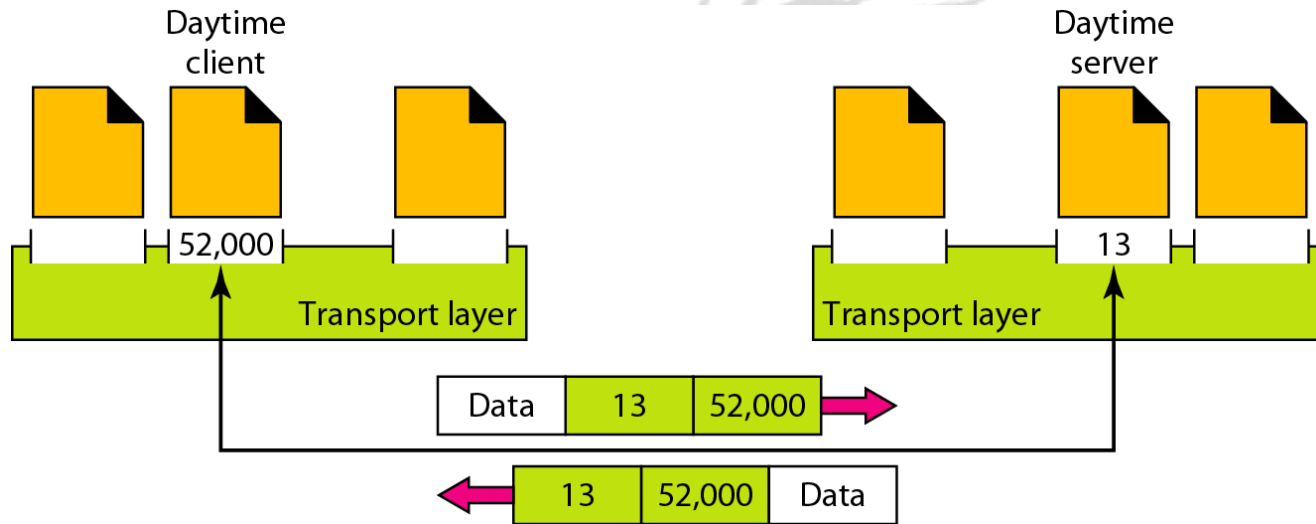 Daytime
client
Daytime
server
52,000
13
Transport layer
Transport layer
Data 13 52,000
13 52,000 Data